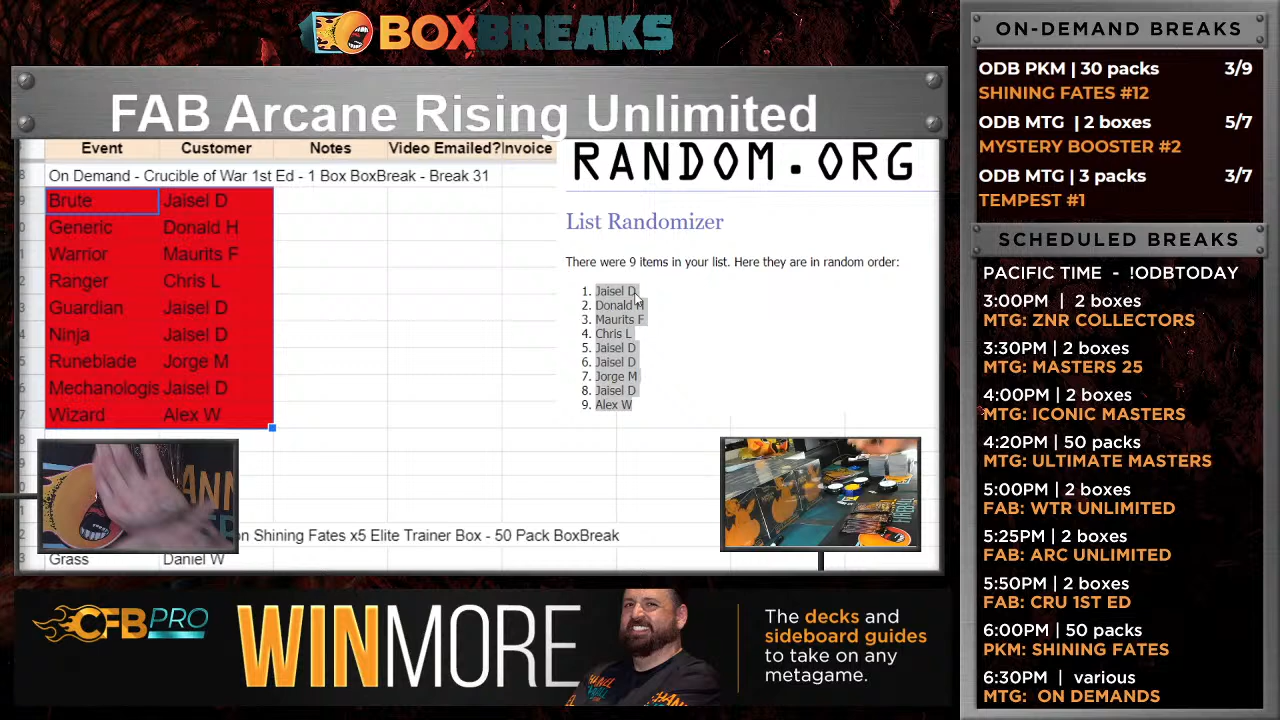 BOXBREAKS
FAB Arcane Rising Unlimited
Event Customer Notes Video Emailed? Invoice
On Demand - Crucible of War 1st Ed - 1 Box BoxBreak - Break 31
Brute Jaisel D
Generic Donald H
Warrior Maurits F
Ranger Chris L
Guardian Jaisel D
Ninja Jaisel D
Runeblade Jorge M
Mechanologis Jaisel D
Wizard Alex W
on Shining Fates x5 Elite Trainer Box - 50 Pack BoxBreak
Grass Daniel W
RANDOM.ORG
List Randomizer
There were 9 items in your list. Here they are in random order:
1. Jaisel D
2. Donald H
3. Maurits F
4. Chris L
5. Jaisel D
6. Jaisel D
7. Jorge M
8. Jaisel D
9. Alex W
CFB PRO
WINMORE
The decks and
sideboard guides
to take on any
metagame.
ON-DEMAND BREAKS
ODB PKM | 30 packs 3/9
SHINING FATES #12
ODB MTG | 2 boxes 5/7
MYSTERY BOOSTER #2
ODB MTG | 3 packs 3/7
TEMPEST #1
SCHEDULED BREAKS
PACIFIC TIME - !ODBTODAY
3:00PM | 2 boxes
MTG: ZNR COLLECTORS
3:30PM | 2 boxes
MTG: MASTERS 25
4:00PM | 2 boxes
MTG: ICONIC MASTERS
4:20PM | 50 packs
MTG: ULTIMATE MASTERS
5:00PM | 2 boxes
FAB: WTR UNLIMITED
5:25PM | 2 boxes
FAB: ARC UNLIMITED
5:50PM | 2 boxes
FAB: CRU 1ST ED
6:00PM | 50 packs
PKM: SHINING FATES
6:30PM | various
MTG: ON DEMANDS